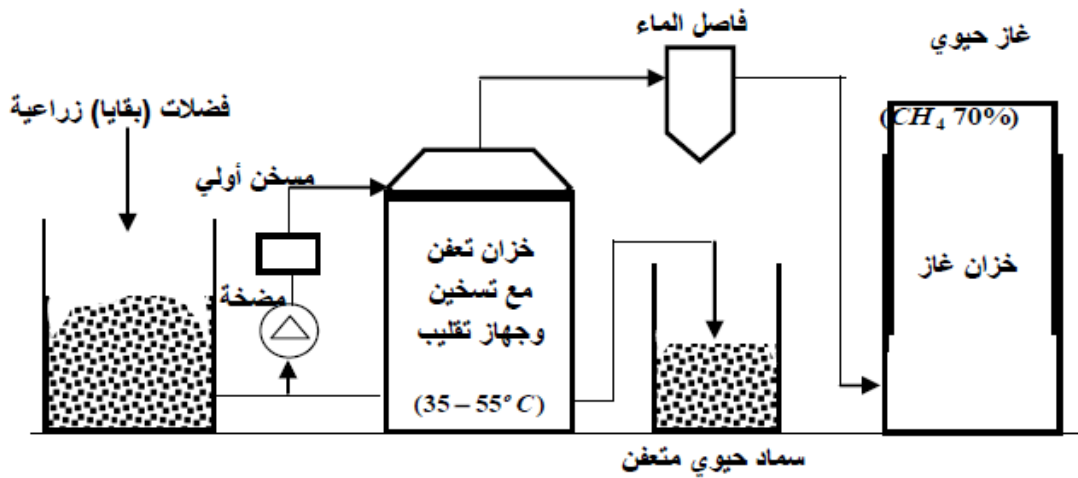 فاصل الماء
غاز حيوي
(CH₄ 70%)
فضلات (بقايا) زراعية
مسخن أولي
مضخة
خزان تعفن
مع تسخين
وجهاز تقليب
(35 – 55° C)
خزان غاز
سماد حيوي متعفن